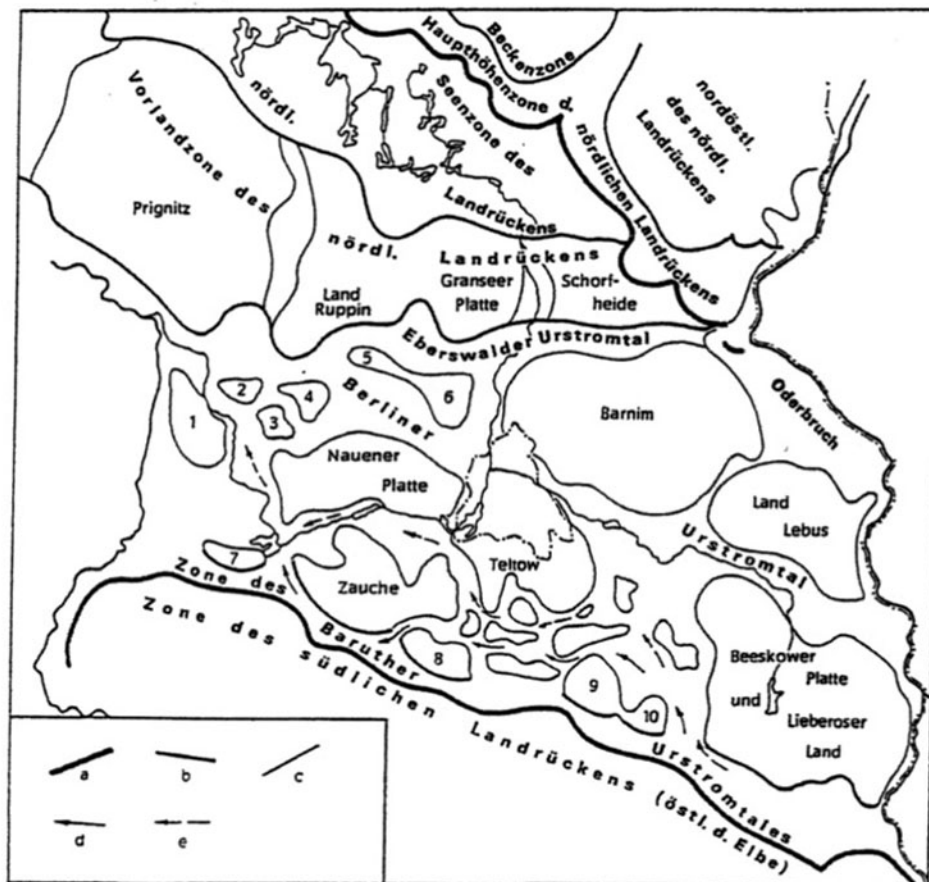 Beckenzone
Haupthöhenzone d. nördlichen Landrückens
nordöstl.
des nördl.
Landrückens
Vorlandzone des nördl. Landrückens
nördl. Seenzone des
Landrückens
Prignitz
Land
Ruppin
Granseer
Platte
Schorf-
heide
Eberswalder Urstromtal
Oderbruch
1
2
3
4
5
6
Berliner Urstromtal
Barnim
Nauener
Platte
Land
Lebus
7
Zauche
Teltow
Zone des Baruther Urstromtales
8
9
10
Beeskower
Platte
und
Lieberoser
Land
Zone des südlichen Landrückens (östl. d. Elbe)
a
b
c
d
e